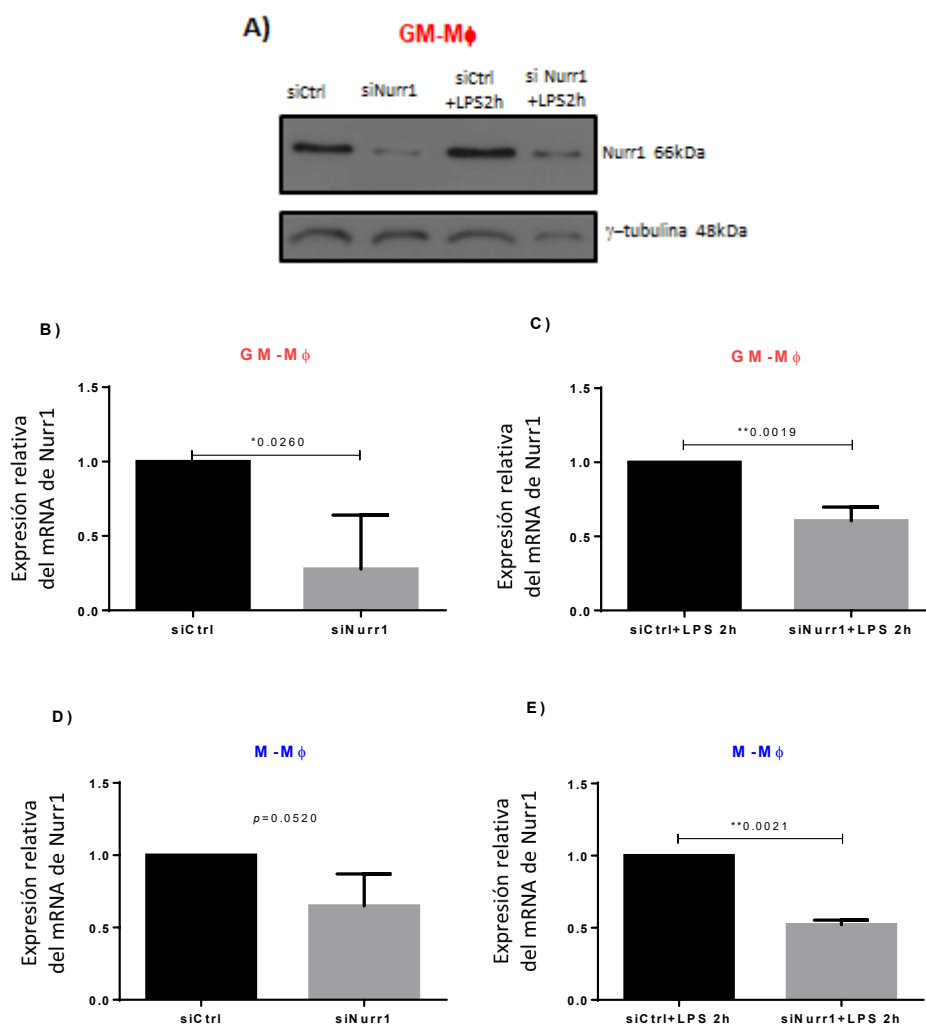 A)
GM-Mϕ
siCtrl siNurr1 siCtrl +LPS2h si Nurr1 +LPS2h
Nurr1 66kDa
γ-tubulina 48kDa
B)
GM-Mϕ
Expresión relativa
del mRNA de Nurr1
1.5
1.0
0.5
0.0
*0.0260
siCtrl siNurr1
C)
GM-Mϕ
Expresión relativa
del mRNA de Nurr1
1.5
1.0
0.5
0.0
**0.0019
siCtrl+LPS 2h siNurr1+LPS 2h
D)
M-Mϕ
Expresión relativa
del mRNA de Nurr1
1.5
1.0
0.5
0.0
p=0.0520
siCtrl siNurr1
E)
M-Mϕ
Expresión relativa
del mRNA de Nurr1
1.5
1.0
0.5
0.0
**0.0021
siCtrl+LPS 2h siNurr1+LPS 2h